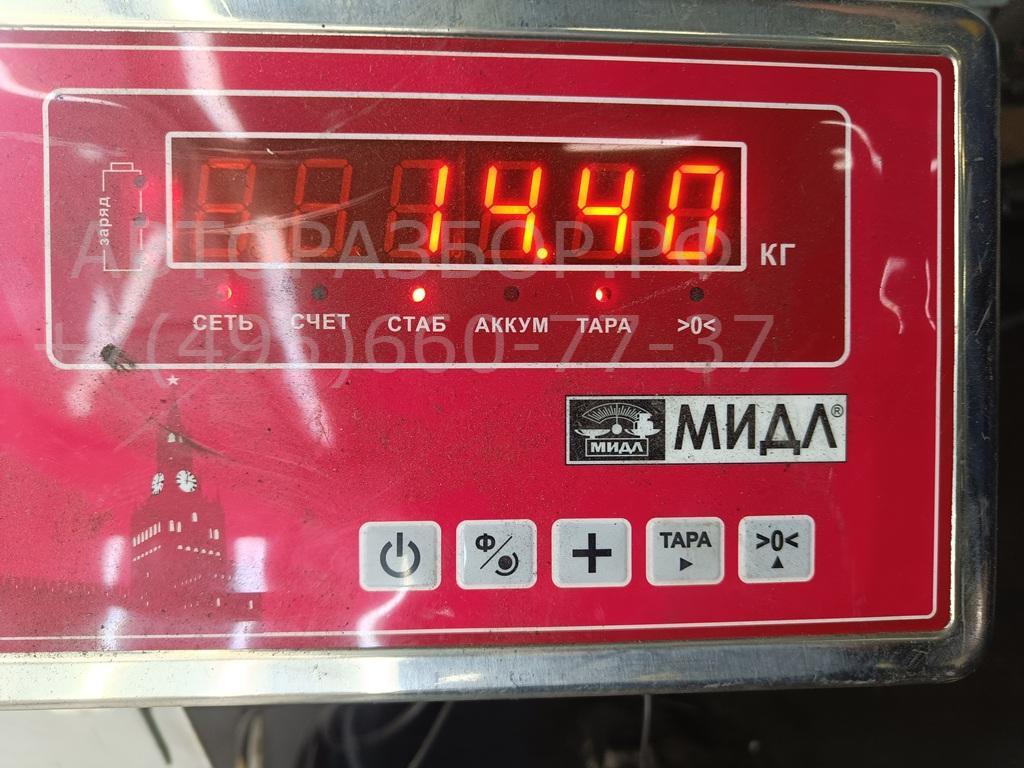 заряд
14.40
КГ
АВТОРАЗБОР.РФ
СЕТЬ СЧЕТ СТАБ АККУМ ТАРА >0<
+7(495)660-77-37
МИДЛ МИДЛ®
Ф/ + ТАРА >0<